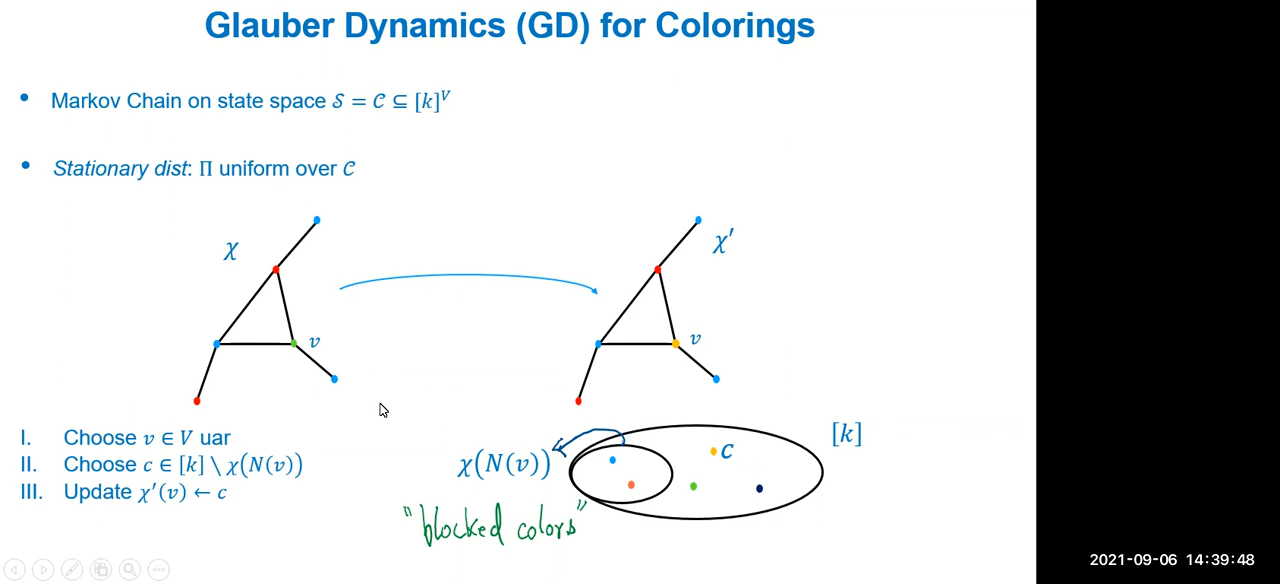 Glauber Dynamics (GD) for Colorings
• Markov Chain on state space 𝒮 = 𝒞 ⊆ [k]^V
• Stationary dist: Π uniform over 𝒞
χ
χ′
v
v
I. Choose v ∈ V uar
II. Choose c ∈ [k] \ χ(N(v))
III. Update χ′(v) ← c
[k]
c
χ(N(v))
"blocked colors"
2021-09-06 14:39:48